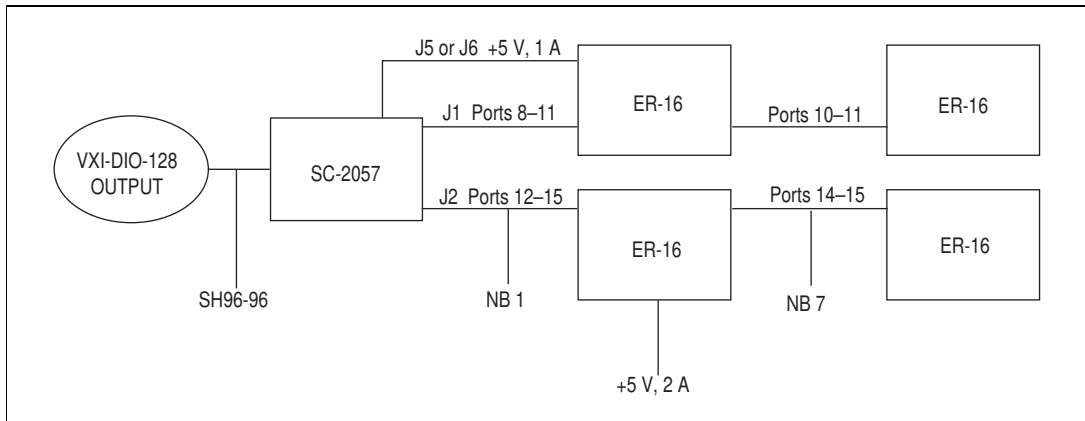 J5 or J6 +5 V, 1 A
ER-16
ER-16
J1 Ports 8–11
Ports 10–11
VXI-DIO-128
OUTPUT
SC-2057
J2 Ports 12–15
Ports 14–15
ER-16
ER-16
SH96-96
NB 1
NB 7
+5 V, 2 A